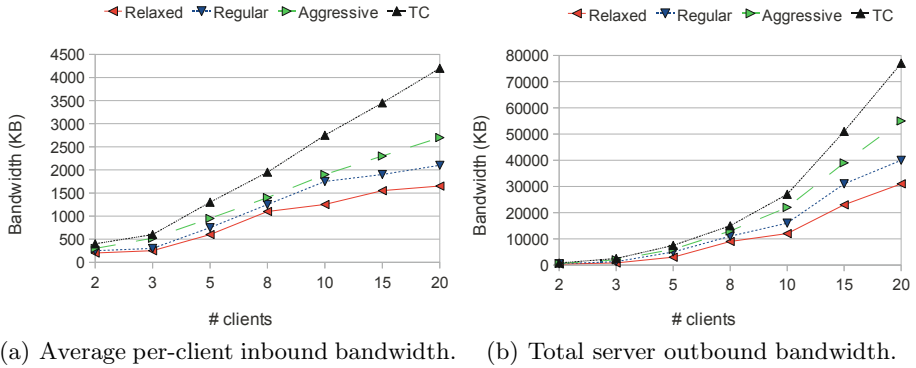 Relaxed Regular Aggressive TC
4500
4000
3500
3000
2500
2000
1500
1000
500
0
Bandwidth (KB)
2 3 5 8 10 15 20
# clients
(a) Average per-client inbound bandwidth.
Relaxed Regular Aggressive TC
80000
70000
60000
50000
40000
30000
20000
10000
0
Bandwidth (KB)
2 3 5 8 10 15 20
# clients
(b) Total server outbound bandwidth.